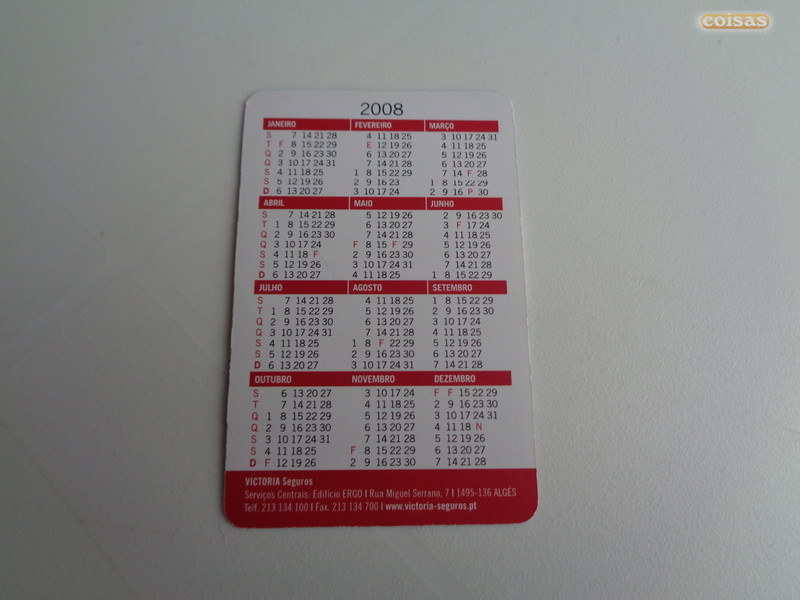 coisas
2008
JANEIRO FEVEREIRO MARÇO
S 7 14 21 28 4 11 18 25 3 10 17 24 31
T F 8 15 22 29 E 12 19 26 4 11 18 25
Q 2 9 16 23 30 6 13 20 27 5 12 19 26
Q 3 10 17 24 31 7 14 21 28 6 13 20 27
S 4 11 18 25 1 8 15 22 29 7 14 F 28
S 5 12 19 26 2 9 16 23 1 8 15 22 29
D 6 13 20 27 3 10 17 24 2 9 16 P 30
ABRIL MAIO JUNHO
S 7 14 21 28 5 12 19 26 2 9 16 23 30
T 1 8 15 22 29 6 13 20 27 3 F 17 24
Q 2 9 16 23 30 7 14 21 28 4 11 18 25
Q 3 10 17 24 F 8 15 F 29 5 12 19 26
S 4 11 18 F 2 9 16 23 30 6 13 20 27
S 5 12 19 26 3 10 17 24 31 7 14 21 28
D 6 13 20 27 4 11 18 25 1 8 15 22 29
JULHO AGOSTO SETEMBRO
S 7 14 21 28 4 11 18 25 1 8 15 22 29
T 1 8 15 22 29 5 12 19 26 2 9 16 23 30
Q 2 9 16 23 30 6 13 20 27 3 10 17 24
Q 3 10 17 24 31 7 14 21 28 4 11 18 25
S 4 11 18 25 1 8 F 22 29 5 12 19 26
S 5 12 19 26 2 9 16 23 30 6 13 20 27
D 6 13 20 27 3 10 17 24 31 7 14 21 28
OUTUBRO NOVEMBRO DEZEMBRO
S 6 13 20 27 3 10 17 24 F F 15 22 29
T 7 14 21 28 4 11 18 25 2 9 16 23 30
Q 1 8 15 22 29 5 12 19 26 3 10 17 24 31
Q 2 9 16 23 30 6 13 20 27 4 11 18 N
S 3 10 17 24 31 7 14 21 28 5 12 19 26
S 4 11 18 25 F 8 15 22 29 6 13 20 27
D F 12 19 26 2 9 16 23 30 7 14 21 28
VICTORIA Seguros
Serviços Centrais: Edifício ERGO I Rua Miguel Serrano, 7 I 1495-136 ALGÉS
Telf. 213 134 100 I Fax. 213 134 700 I www.victoria-seguros.pt